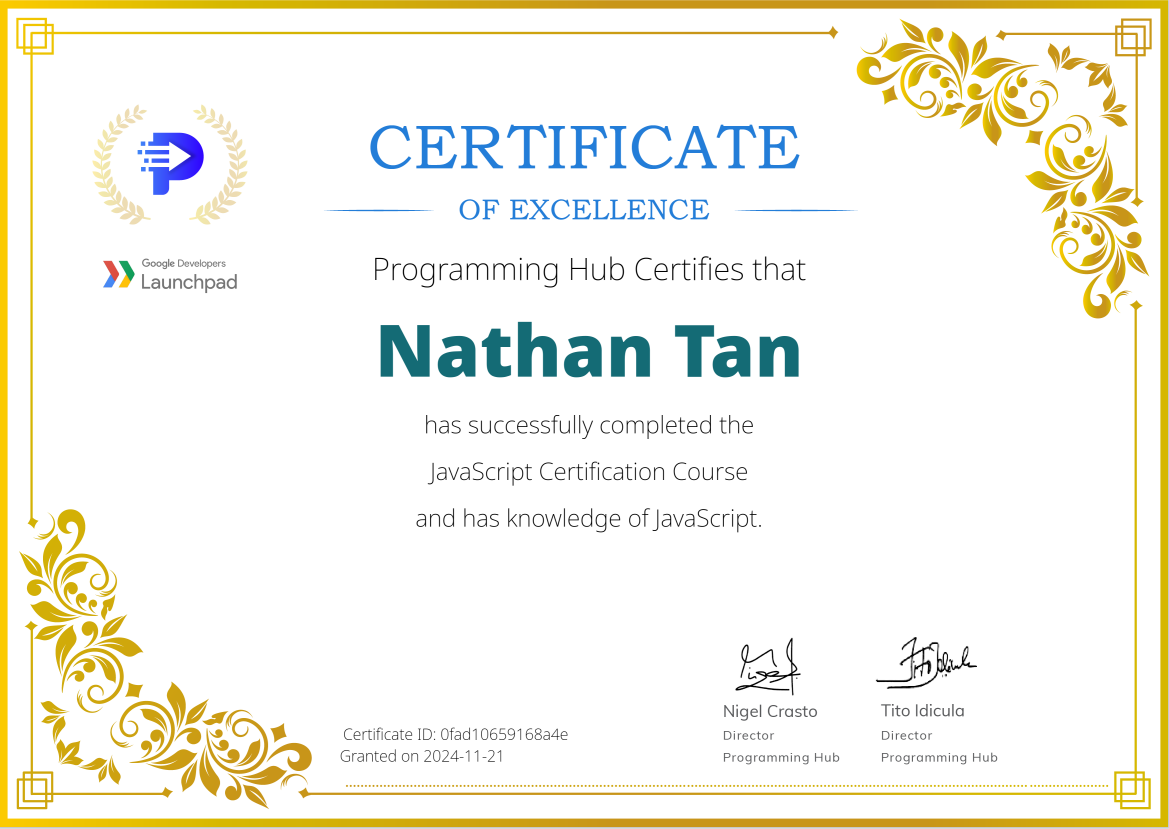 CERTIFICATE
OF EXCELLENCE
Google Developers
Launchpad
Programming Hub Certifies that
Nathan Tan
has successfully completed the
JavaScript Certification Course
and has knowledge of JavaScript.
Certificate ID: 0fad10659168a4e
Granted on 2024-11-21
Nigel Crasto
Director
Programming Hub
Tito Idicula
Director
Programming Hub